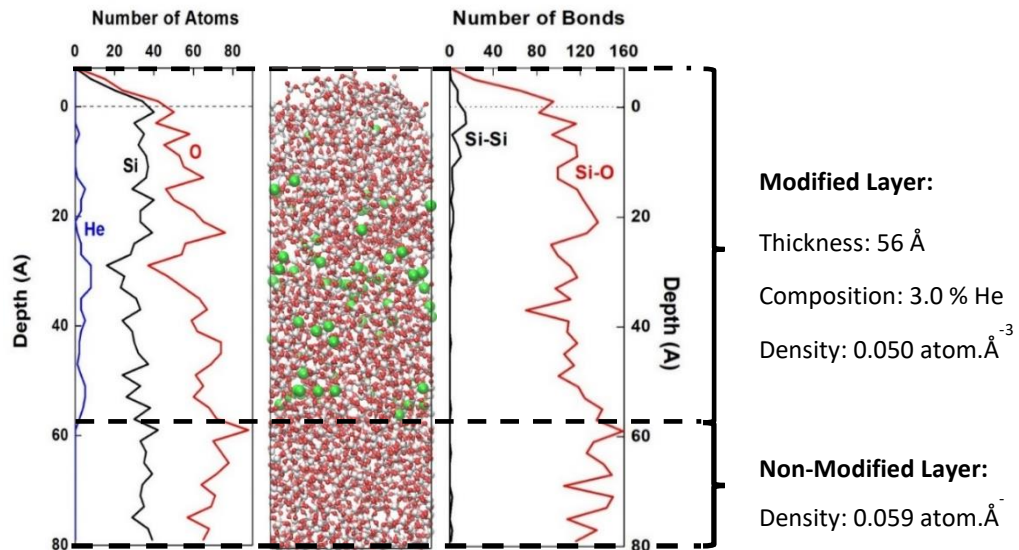 Number of Atoms
0 20 40 60 80
Number of Bonds
0 40 80 120 160
Depth (A)
0
20
40
60
80
He
Si
O
Si-Si
Si-O
0
20
40
60
80
Depth (A)
Modified Layer:
Thickness: 56 Å
Composition: 3.0 % He
Density: 0.050 atom.Å-3
Non-Modified Layer:
Density: 0.059 atom.Å-